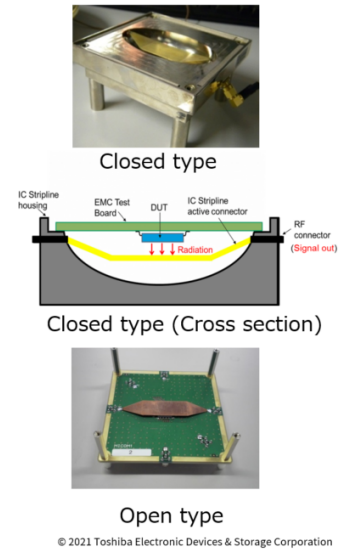 Closed type
IC Stripline
housing
EMC Test
Board
DUT
IC Stripline
active connector
RF
connector
(Signal out)
Radiation
Closed type (Cross section)
Open type
© 2021 Toshiba Electronic Devices & Storage Corporation